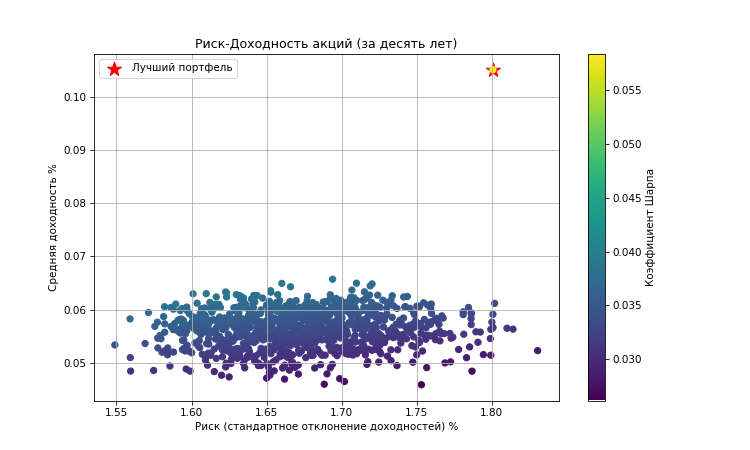 Риск-Доходность акций (за десять лет)
Лучший портфель
Средняя доходность %
0.10
0.09
0.08
0.07
0.06
0.05
1.55 1.60 1.65 1.70 1.75 1.80
Риск (стандартное отклонение доходностей) %
0.055
0.050
0.045
0.040
0.035
0.030
Коэффициент Шарпа